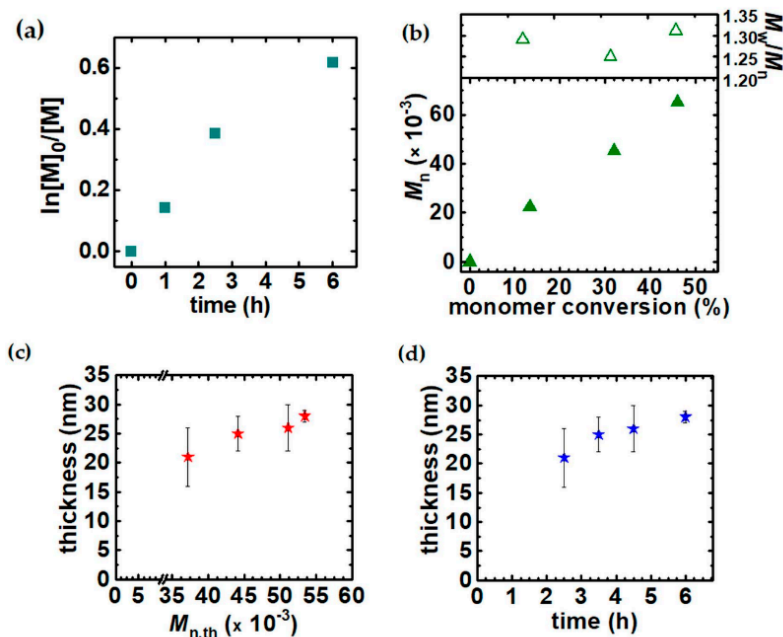 (a)
ln[M]0/[M]
0.6
0.4
0.2
0.0
0 1 2 3 4 5 6
time (h)
(b)
1.35
1.30
1.25
1.20
Mw/Mn
60
40
20
0
Mn (× 10-3)
0 10 20 30 40 50
monomer conversion (%)
(c)
35
30
25
20
15
10
5
0
thickness (nm)
0 5 35 40 45 50 55 60
Mn,th (× 10-3)
(d)
35
30
25
20
15
10
5
0
thickness (nm)
0 1 2 3 4 5 6
time (h)